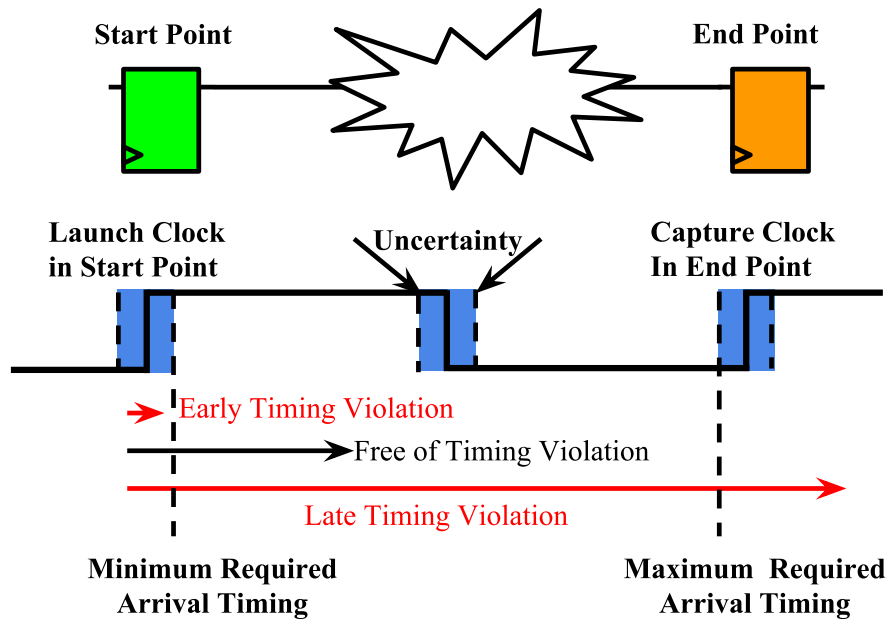 Start Point
End Point
Launch Clock
in Start Point
Uncertainty
Capture Clock
In End Point
Early Timing Violation
Free of Timing Violation
Late Timing Violation
Minimum Required
Arrival Timing
Maximum Required
Arrival Timing